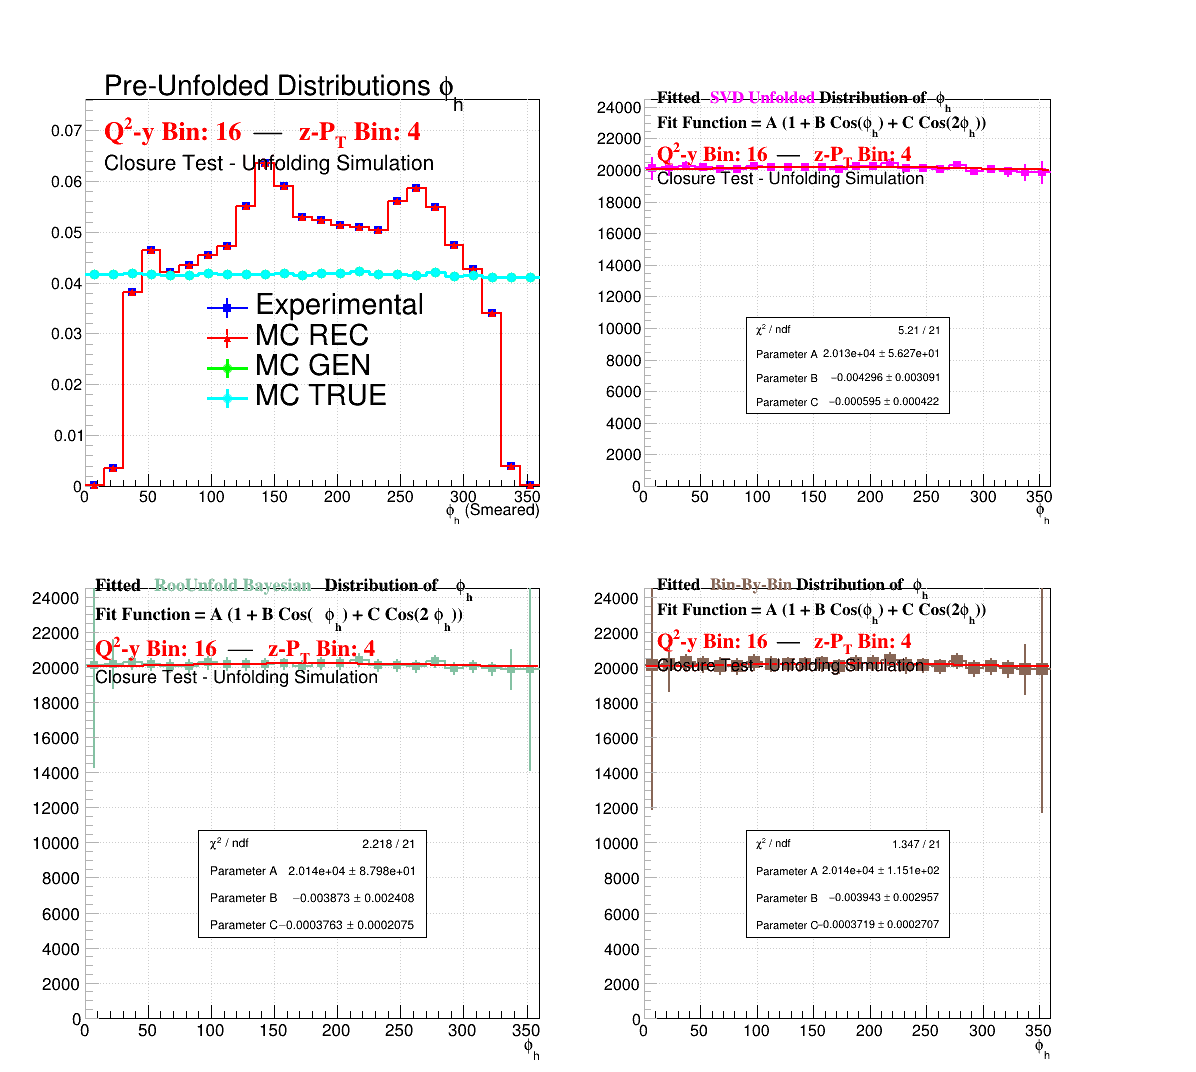 Pre-Unfolded Distributions ϕh
Q²-y Bin: 16 — z-PT Bin: 4
Closure Test - Unfolding Simulation
0.07
0.06
0.05
0.04
0.03
0.02
0.01
0
Experimental
MC REC
MC GEN
MC TRUE
0 50 100 150 200 250 300 350
ϕh (Smeared)
Fitted SVD Unfolded Distribution of ϕh
Fit Function = A (1 + B Cos(ϕh) + C Cos(2ϕh))
Q²-y Bin: 16 — z-PT Bin: 4
Closure Test - Unfolding Simulation
24000
22000
20000
18000
16000
14000
12000
10000
8000
6000
4000
2000
0
χ² / ndf 5.21 / 21
Parameter A 2.013e+04 ± 5.627e+01
Parameter B −0.004296 ± 0.003091
Parameter C −0.000595 ± 0.000422
0 50 100 150 200 250 300 350
ϕh
Fitted RooUnfold Bayesian Distribution of ϕh
Fit Function = A (1 + B Cos( ϕh) + C Cos(2 ϕh))
Q²-y Bin: 16 — z-PT Bin: 4
Closure Test - Unfolding Simulation
24000
22000
20000
18000
16000
14000
12000
10000
8000
6000
4000
2000
0
χ² / ndf 2.218 / 21
Parameter A 2.014e+04 ± 8.798e+01
Parameter B −0.003873 ± 0.002408
Parameter C −0.0003763 ± 0.0002075
0 50 100 150 200 250 300 350
ϕh
Fitted Bin-By-Bin Distribution of ϕh
Fit Function = A (1 + B Cos(ϕh) + C Cos(2ϕh))
Q²-y Bin: 16 — z-PT Bin: 4
Closure Test - Unfolding Simulation
24000
22000
20000
18000
16000
14000
12000
10000
8000
6000
4000
2000
0
χ² / ndf 1.347 / 21
Parameter A 2.014e+04 ± 1.151e+02
Parameter B −0.003943 ± 0.002957
Parameter C −0.0003719 ± 0.0002707
0 50 100 150 200 250 300 350
ϕh